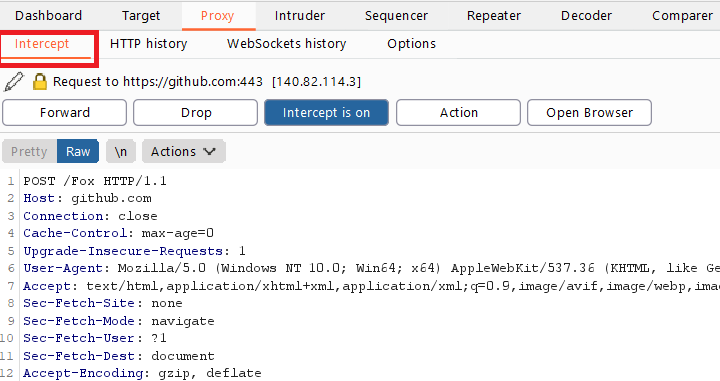 Dashboard Target Proxy Intruder Sequencer Repeater Decoder Comparer
Intercept HTTP history WebSockets history Options
Request to https://github.com:443 [140.82.114.3]
Forward Drop Intercept is on Action Open Browser
Pretty Raw \n Actions
1 POST /Fox HTTP/1.1
2 Host: github.com
3 Connection: close
4 Cache-Control: max-age=0
5 Upgrade-Insecure-Requests: 1
6 User-Agent: Mozilla/5.0 (Windows NT 10.0; Win64; x64) AppleWebKit/537.36 (KHTML, like Ge
7 Accept: text/html,application/xhtml+xml,application/xml;q=0.9,image/avif,image/webp,ima
8 Sec-Fetch-Site: none
9 Sec-Fetch-Mode: navigate
10 Sec-Fetch-User: ?1
11 Sec-Fetch-Dest: document
12 Accept-Encoding: gzip, deflate